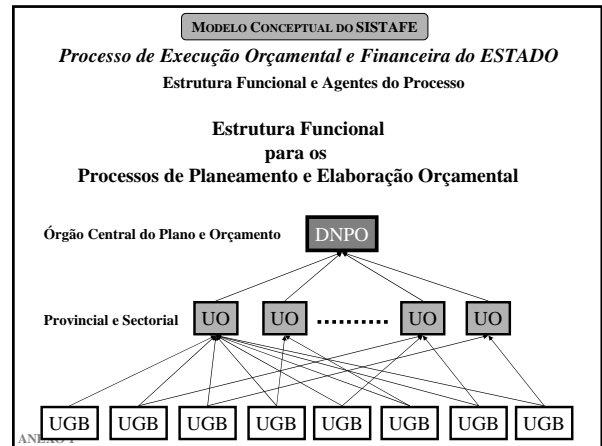 MODELO CONCEPTUAL DO SISTAFE
Processo de Execução Orçamental e Financeira do ESTADO
Estrutura Funcional e Agentes do Processo
Estrutura Funcional
para os
Processos de Planeamento e Elaboração Orçamental
Órgão Central do Plano e Orçamento DNPO
Provincial e Sectorial UO UO .......... UO UO
UGB UGB UGB UGB UGB UGB UGB UGB